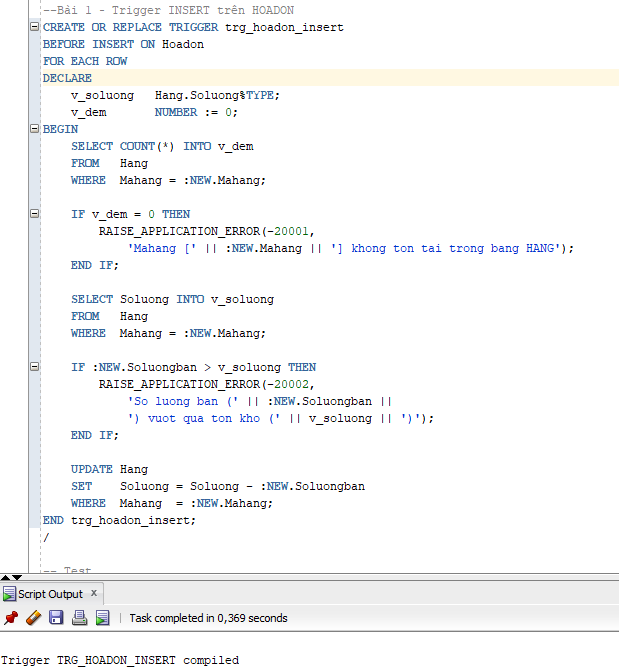 --Bài 1 - Trigger INSERT trên HOADON
CREATE OR REPLACE TRIGGER trg_hoadon_insert
BEFORE INSERT ON Hoadon
FOR EACH ROW
DECLARE
    v_soluong   Hang.Soluong%TYPE;
    v_dem       NUMBER := 0;
BEGIN
    SELECT COUNT(*) INTO v_dem
    FROM   Hang
    WHERE  Mahang = :NEW.Mahang;
    IF v_dem = 0 THEN
        RAISE_APPLICATION_ERROR(-20001,
            'Mahang [' || :NEW.Mahang || '] khong ton tai trong bang HANG');
    END IF;
    SELECT Soluong INTO v_soluong
    FROM   Hang
    WHERE  Mahang = :NEW.Mahang;
    IF :NEW.Soluongban > v_soluong THEN
        RAISE_APPLICATION_ERROR(-20002,
            'So luong ban (' || :NEW.Soluongban ||
            ') vuot qua ton kho (' || v_soluong || ')');
    END IF;
    UPDATE Hang
    SET    Soluong = Soluong - :NEW.Soluongban
    WHERE  Mahang  = :NEW.Mahang;
END trg_hoadon_insert;
/
-- Test
Script Output x
Task completed in 0,369 seconds
Trigger TRG_HOADON_INSERT compiled